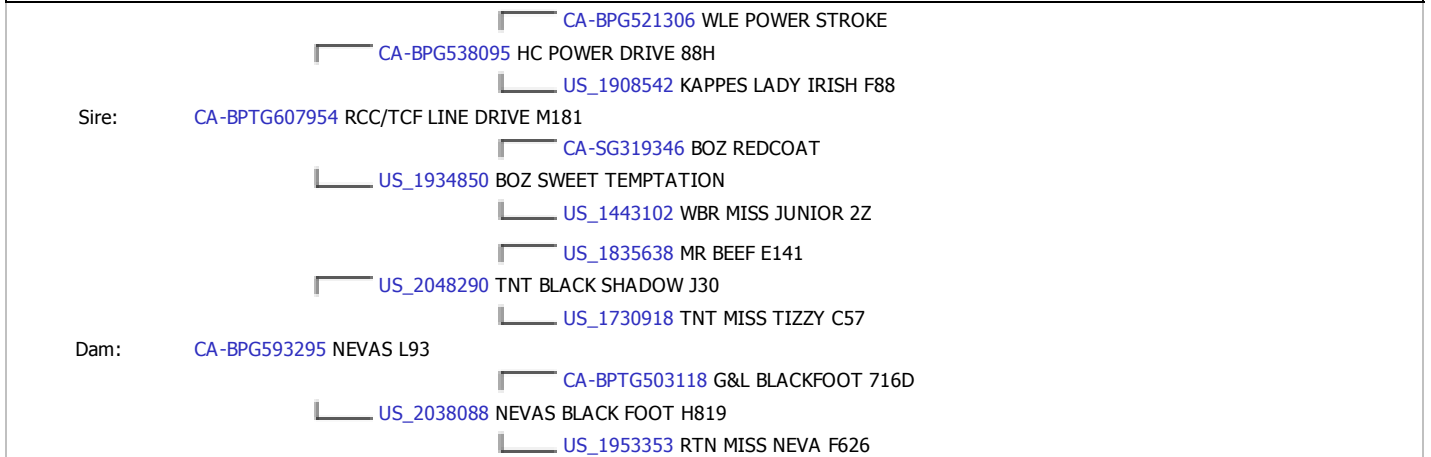 CA-BPG521306 WLE POWER STROKE
CA-BPG538095 HC POWER DRIVE 88H
US_1908542 KAPPES LADY IRISH F88
Sire: CA-BPTG607954 RCC/TCF LINE DRIVE M181
CA-SG319346 BOZ REDCOAT
US_1934850 BOZ SWEET TEMPTATION
US_1443102 WBR MISS JUNIOR 2Z
US_1835638 MR BEEF E141
US_2048290 TNT BLACK SHADOW J30
US_1730918 TNT MISS TIZZY C57
Dam: CA-BPG593295 NEVAS L93
CA-BPTG503118 G&L BLACKFOOT 716D
US_2038088 NEVAS BLACK FOOT H819
US_1953353 RTN MISS NEVA F626